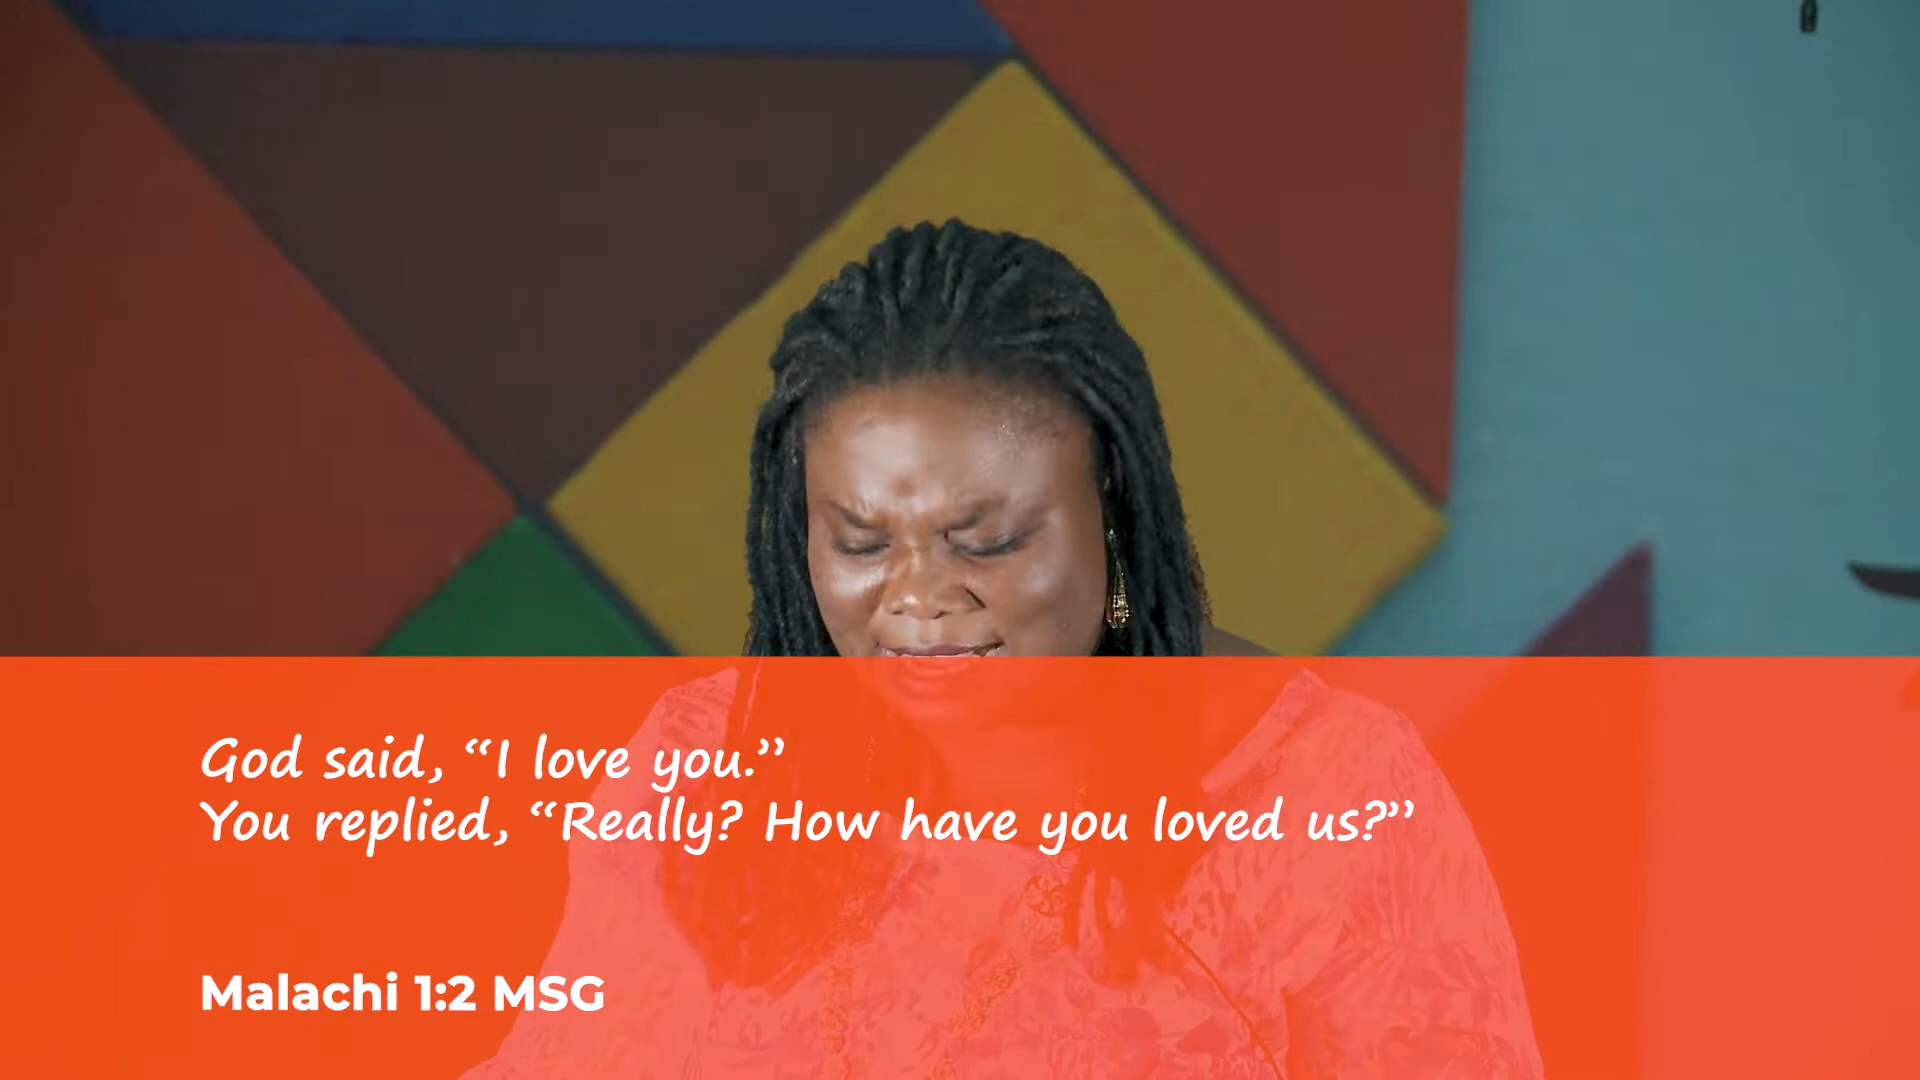 God said, “I love you.”
You replied, “Really? How have you loved us?”
Malachi 1:2 MSG